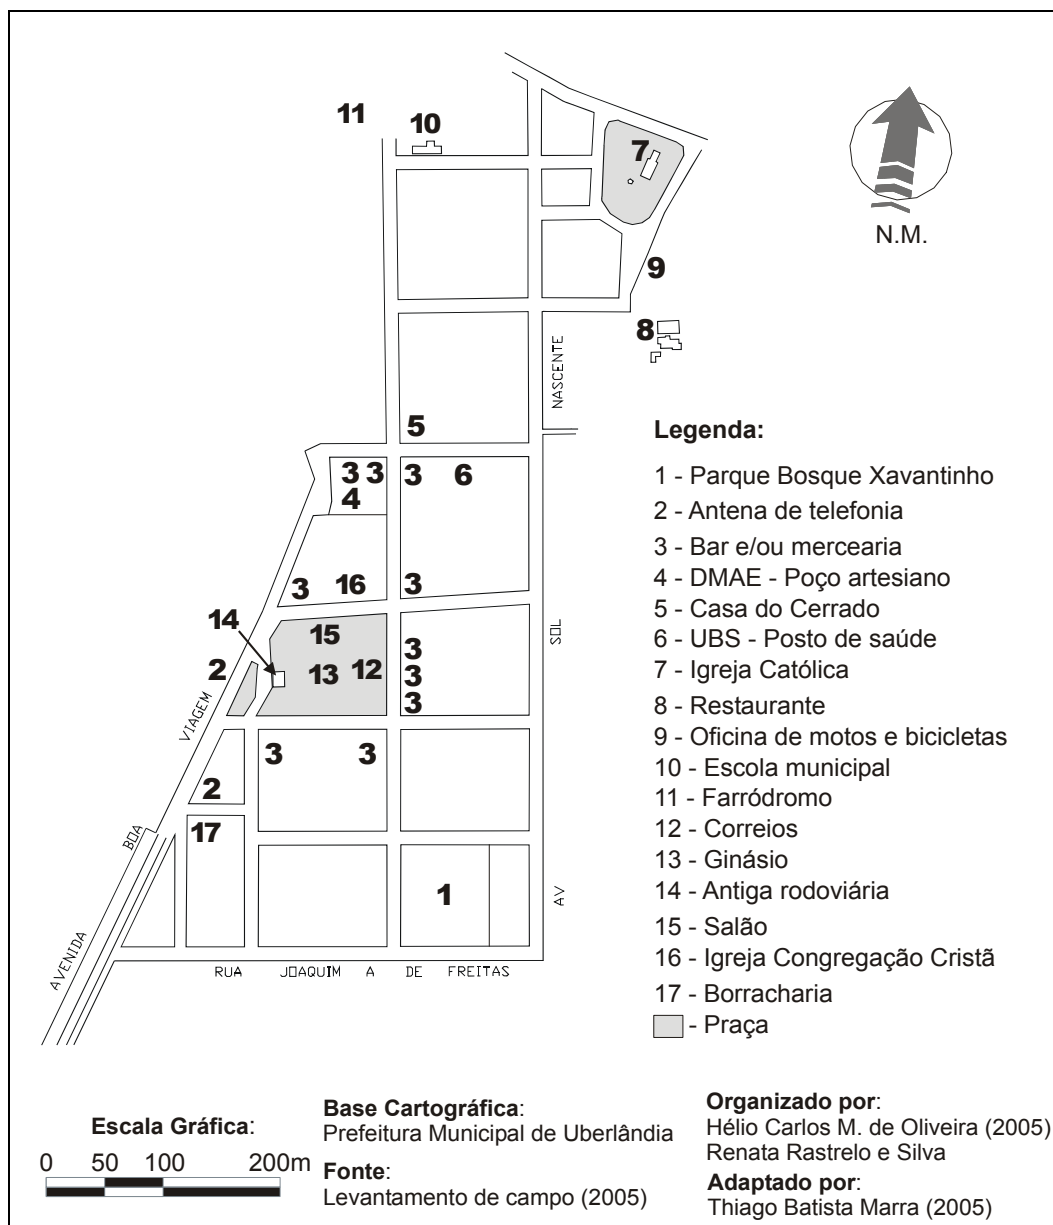 11
10
7
N.M.
9
8
NASCENTE
5
3 3 3 6
4
3 16 3
14
15
SOL
2 13 12 3
3
3
VIAGEM
3 3
2
17
BOA
1
AV
AVENIDA
RUA JOAQUIM A DE FREITAS
Legenda:
1 - Parque Bosque Xavantinho
2 - Antena de telefonia
3 - Bar e/ou mercearia
4 - DMAE - Poço artesiano
5 - Casa do Cerrado
6 - UBS - Posto de saúde
7 - Igreja Católica
8 - Restaurante
9 - Oficina de motos e bicicletas
10 - Escola municipal
11 - Farródromo
12 - Correios
13 - Ginásio
14 - Antiga rodoviária
15 - Salão
16 - Igreja Congregação Cristã
17 - Borracharia
- Praça
Escala Gráfica:
0 50 100 200m
Base Cartográfica:
Prefeitura Municipal de Uberlândia
Fonte:
Levantamento de campo (2005)
Organizado por:
Hélio Carlos M. de Oliveira (2005)
Renata Rastrelo e Silva
Adaptado por:
Thiago Batista Marra (2005)